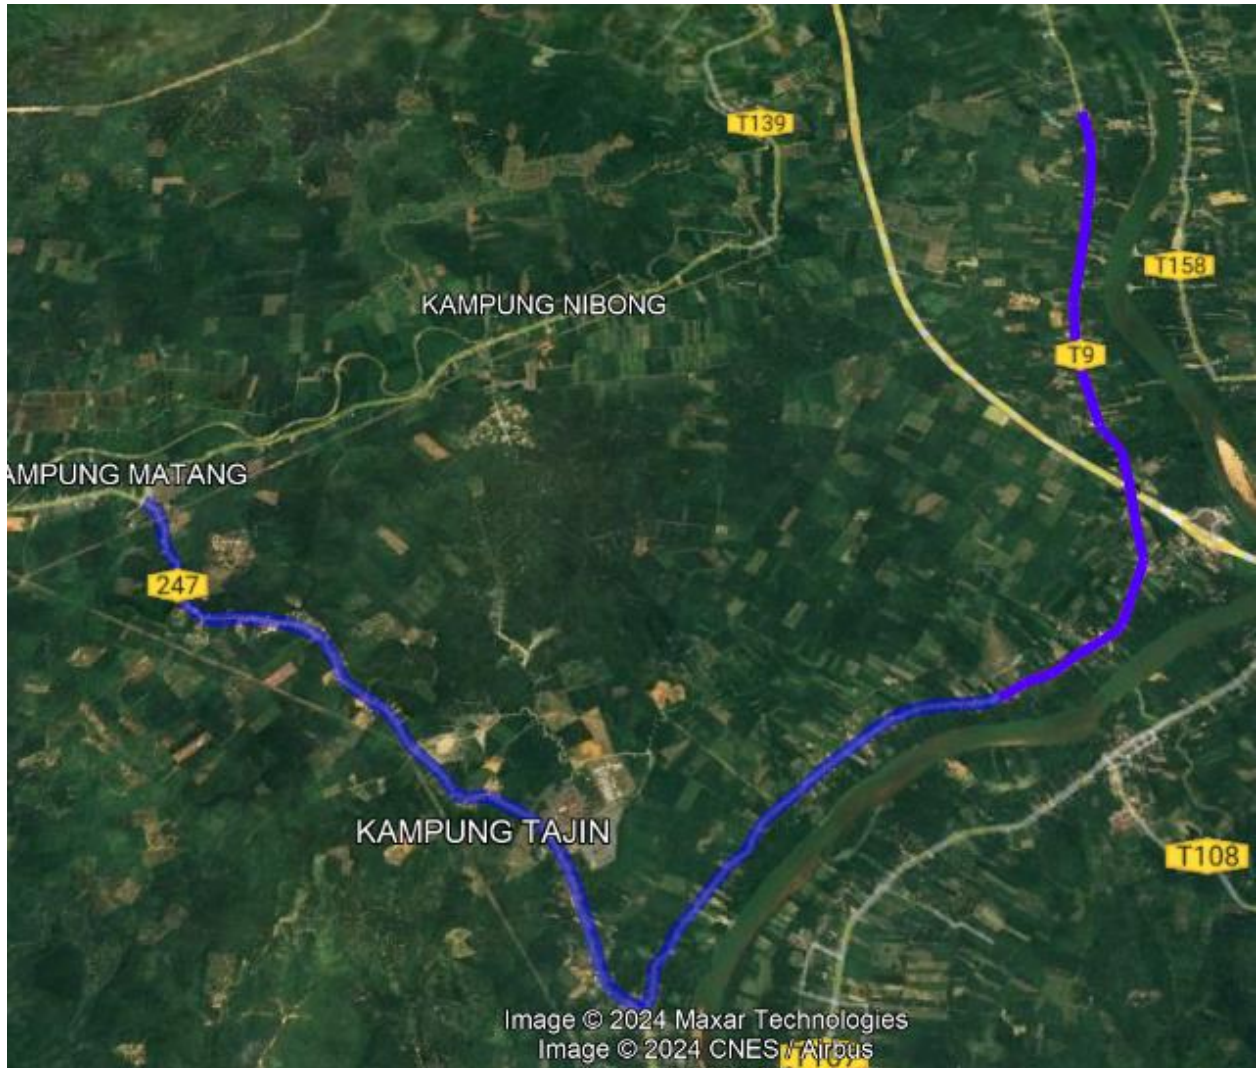 T139
T158
KAMPUNG NIBONG
T9
AMPUNG MATANG
247
KAMPUNG TAJIN
T108
Image © 2024 Maxar Technologies
Image © 2024 CNES / Airbus